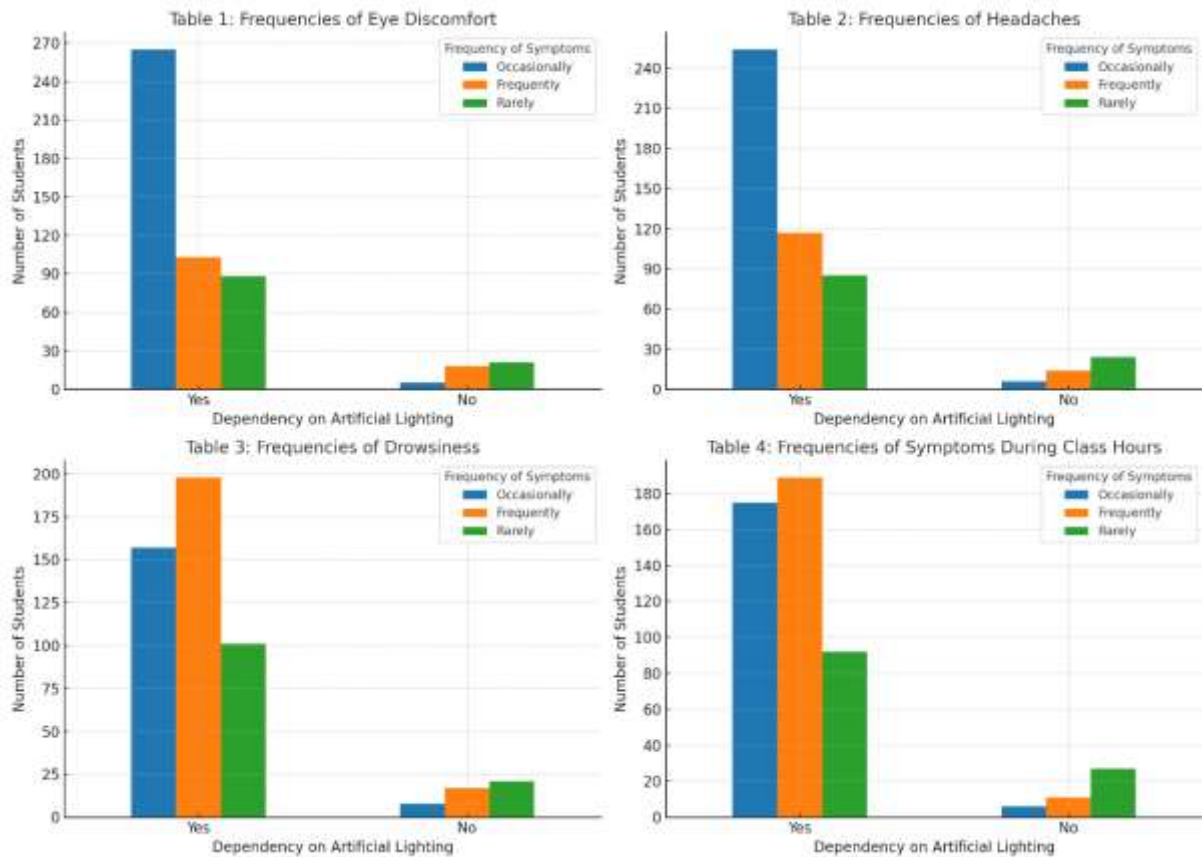 Table 1: Frequencies of Eye Discomfort
Number of Students
270
240
210
180
150
120
90
60
30
0
Frequency of Symptoms
Occasionally
Frequently
Rarely
Yes
No
Dependency on Artificial Lighting
Table 2: Frequencies of Headaches
Number of Students
240
210
180
150
120
90
60
30
0
Frequency of Symptoms
Occasionally
Frequently
Rarely
Yes
No
Dependency on Artificial Lighting
Table 3: Frequencies of Drowsiness
Number of Students
200
175
150
125
100
75
50
25
0
Frequency of Symptoms
Occasionally
Frequently
Rarely
Yes
No
Dependency on Artificial Lighting
Table 4: Frequencies of Symptoms During Class Hours
Number of Students
180
160
140
120
100
80
60
40
20
0
Frequency of Symptoms
Occasionally
Frequently
Rarely
Yes
No
Dependency on Artificial Lighting